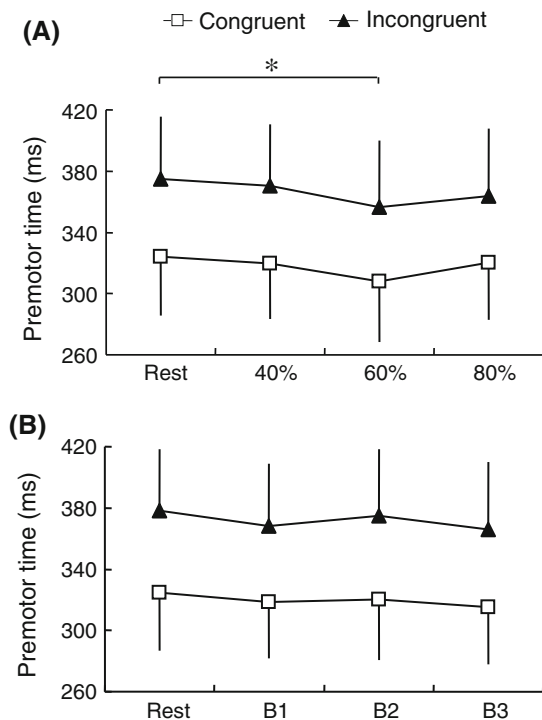 Congruent Incongruent
(A)
*
Premotor time (ms)
420
380
340
300
260
Rest 40% 60% 80%
(B)
Premotor time (ms)
420
380
340
300
260
Rest B1 B2 B3